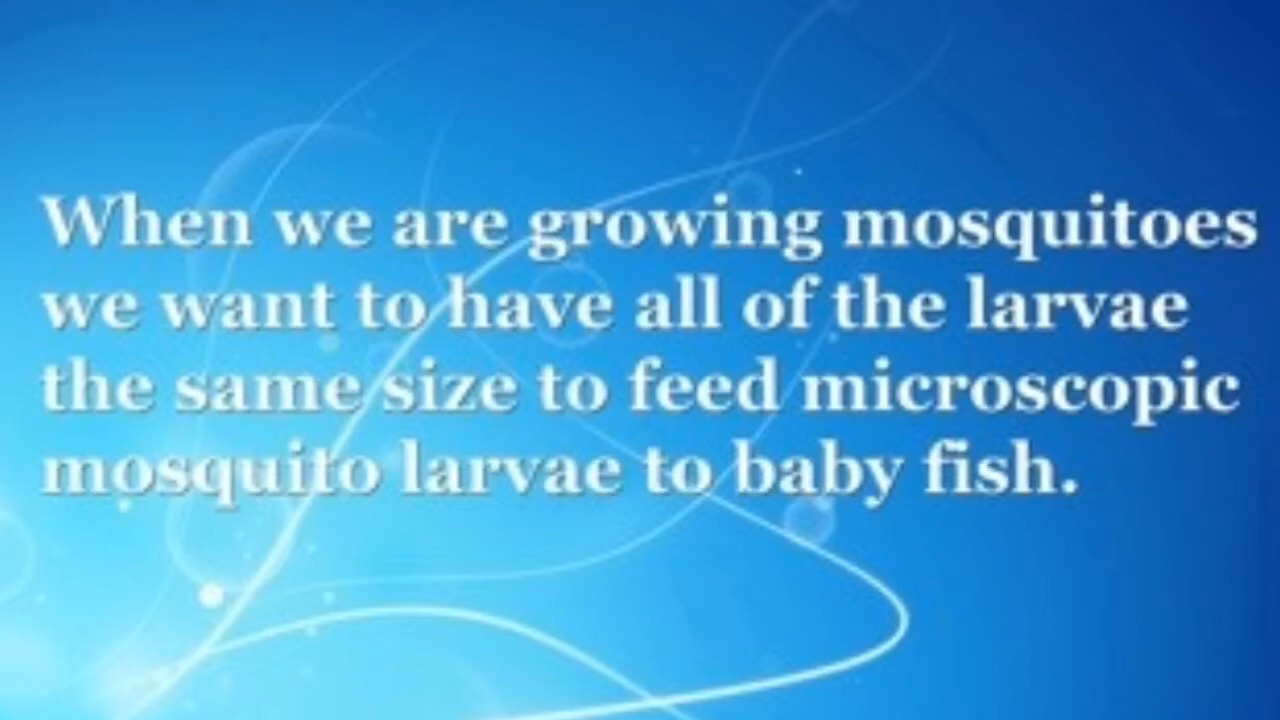 When we are growing mosquitoes
we want to have all of the larvae
the same size to feed microscopic
mosquito larvae to baby fish.